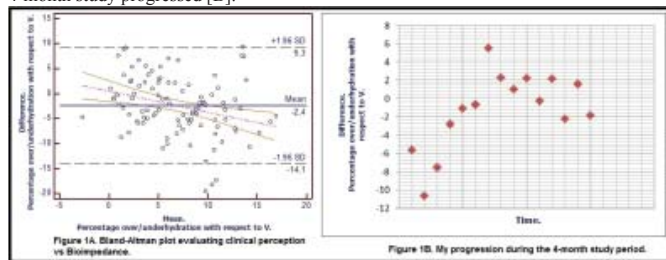 4-month study progressed [B].
Difference.
Percentage over/underhydration with respect to V.
15
10
5
0
-5
-10
-15
-20
+1.96 SD
9.3
Mean
-2.4
-1.96 SD
-14.1
-5
0
5
10
15
20
Mean.
Percentage over/underhydration with respect to V.
Figure 1A. Bland-Altman plot evaluating clinical perception
vs Bioimpedance.
Difference.
Percentage over/underhydration with
respect to V.
8
6
4
2
0
-2
-4
-6
-8
-10
-12
Time.
Figure 1B. My progression during the 4-month study period.